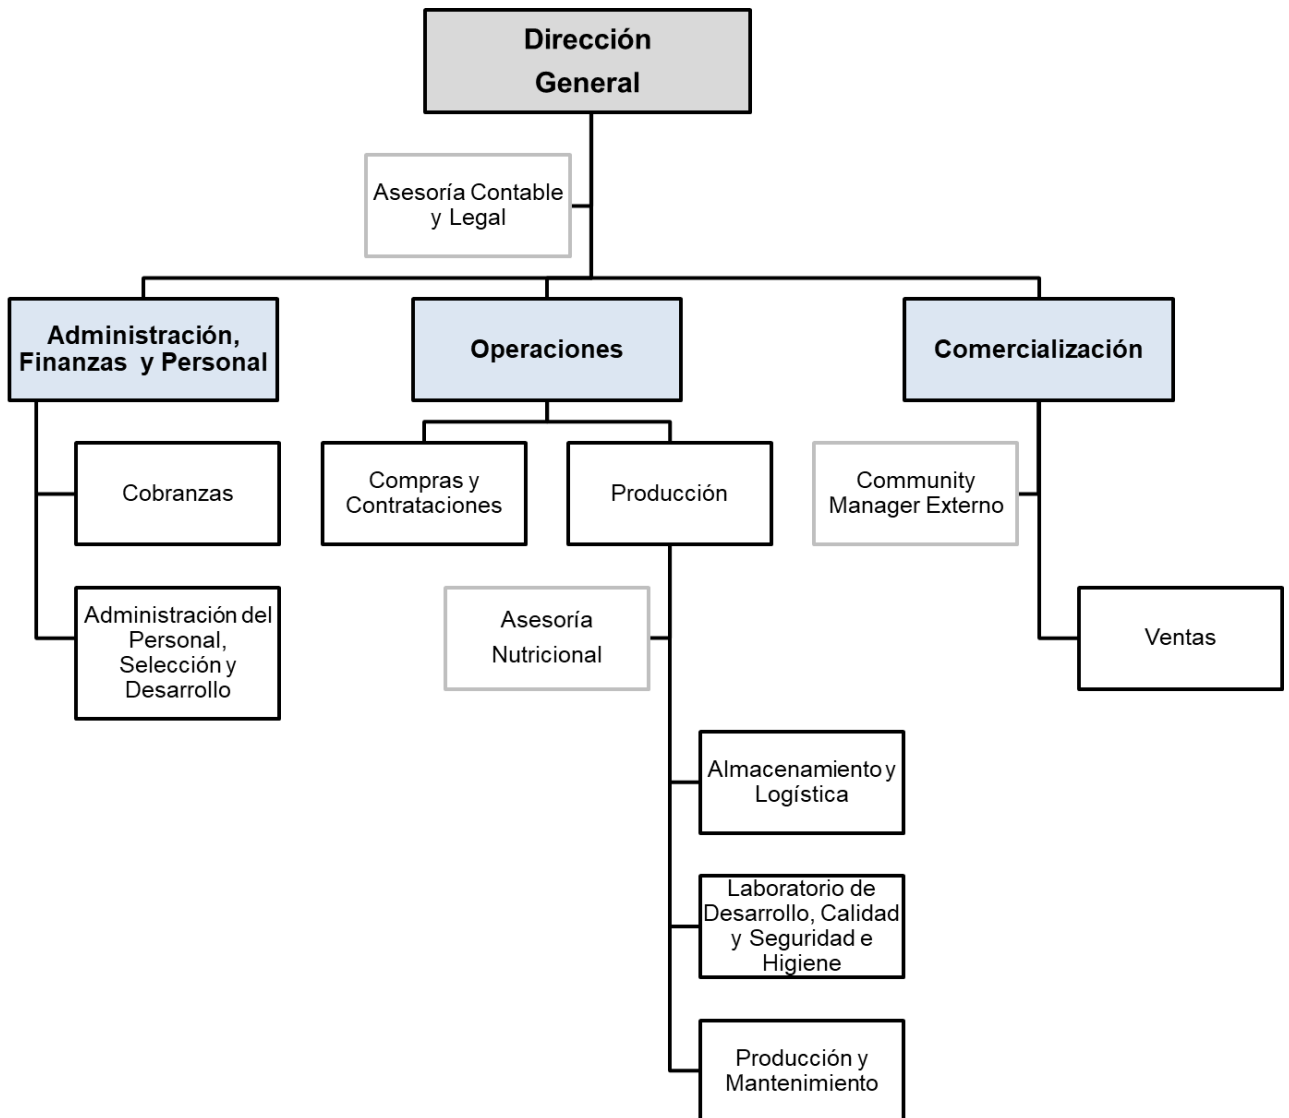 Dirección
General
Asesoría Contable
y Legal
Administración,
Finanzas y Personal
Operaciones
Comercialización
Cobranzas
Compras y
Contrataciones
Producción
Community
Manager Externo
Administración del
Personal,
Selección y
Desarrollo
Asesoría
Nutricional
Ventas
Almacenamiento y
Logística
Laboratorio de
Desarrollo, Calidad
y Seguridad e
Higiene
Producción y
Mantenimiento